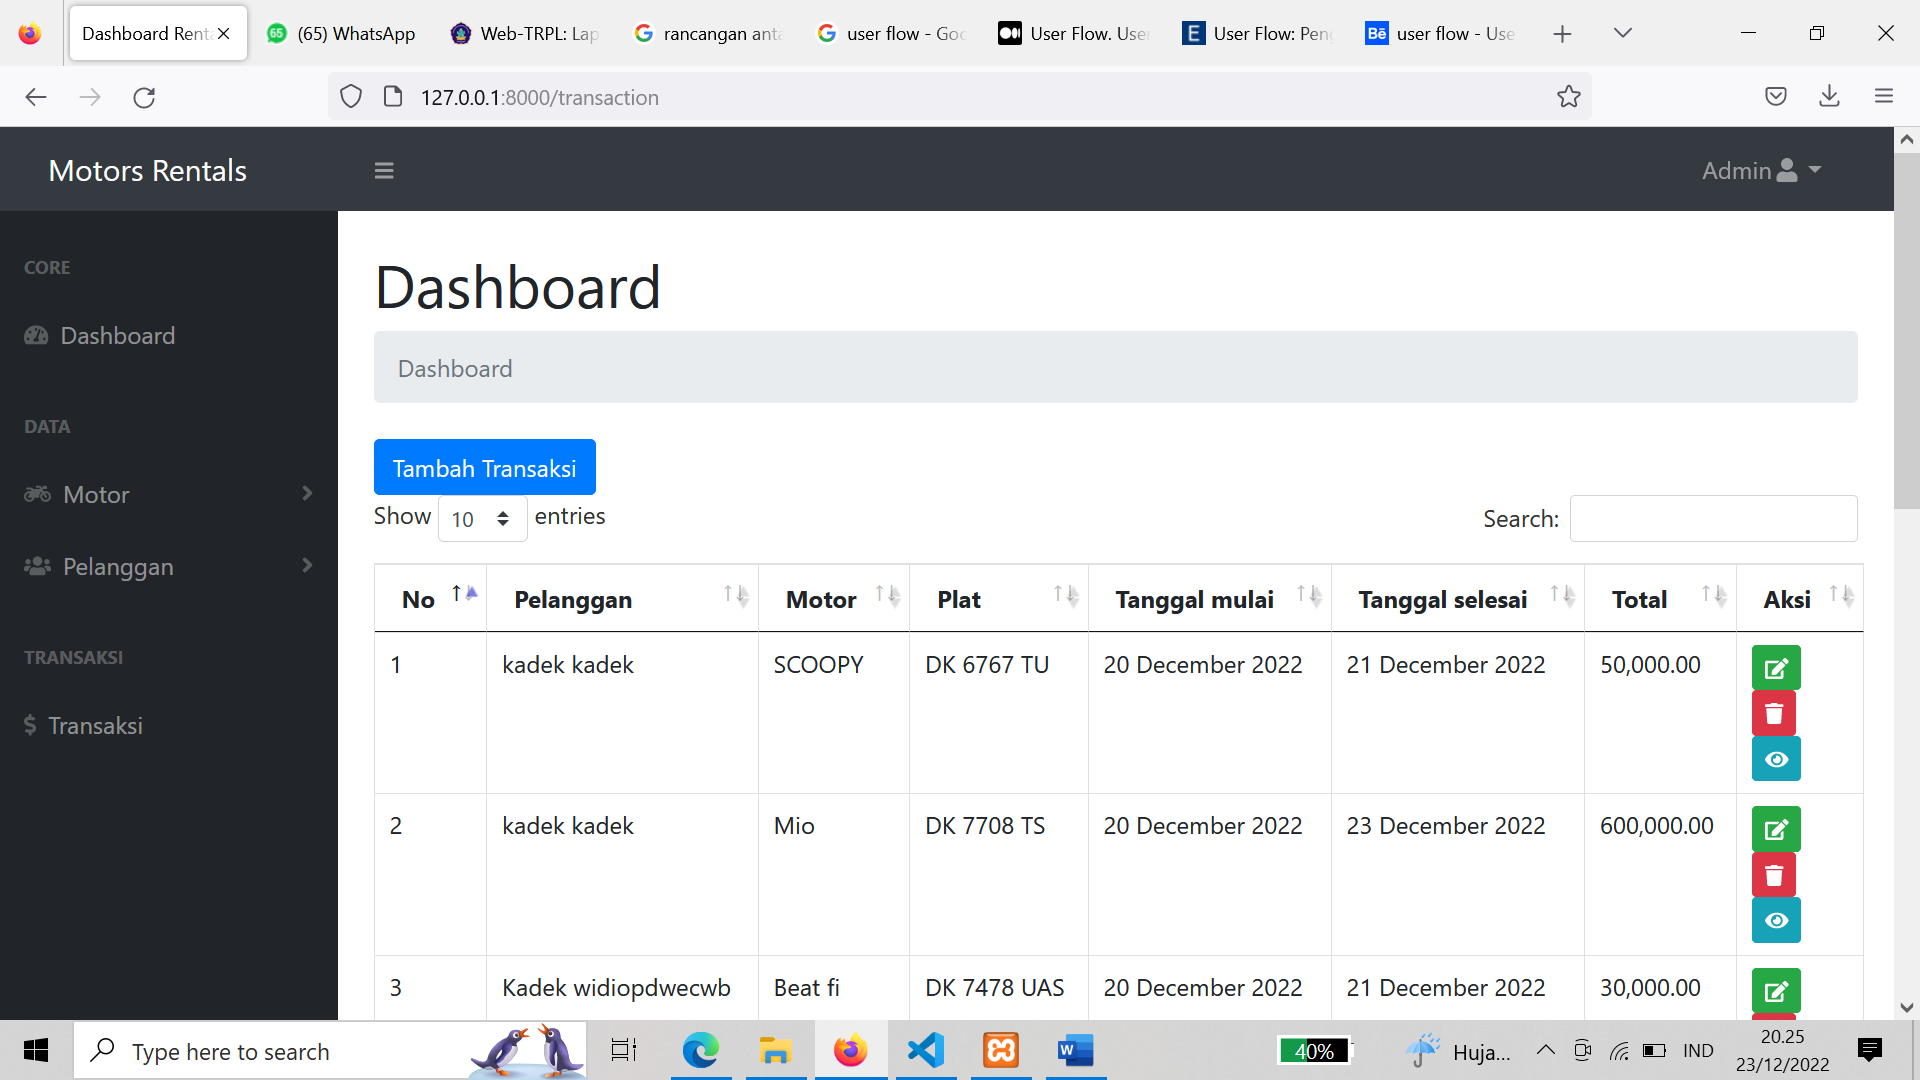 Dashboard Renta
(65) WhatsApp
Web-TRPL: Lap
rancangan anta
user flow - Goo
User Flow. User
User Flow: Peng
user flow - Use
127.0.0.1:8000/transaction
Motors Rentals
Admin
CORE
Dashboard
DATA
Motor
Pelanggan
TRANSAKSI
Transaksi
Dashboard
Dashboard
Tambah Transaksi
Show 10 entries
Search:
No Pelanggan Motor Plat Tanggal mulai Tanggal selesai Total Aksi
1 kadek kadek SCOOPY DK 6767 TU 20 December 2022 21 December 2022 50,000.00
2 kadek kadek Mio DK 7708 TS 20 December 2022 23 December 2022 600,000.00
3 Kadek widiopdwecwb Beat fi DK 7478 UAS 20 December 2022 21 December 2022 30,000.00
Type here to search
40%
Huja...
IND
20.25
23/12/2022